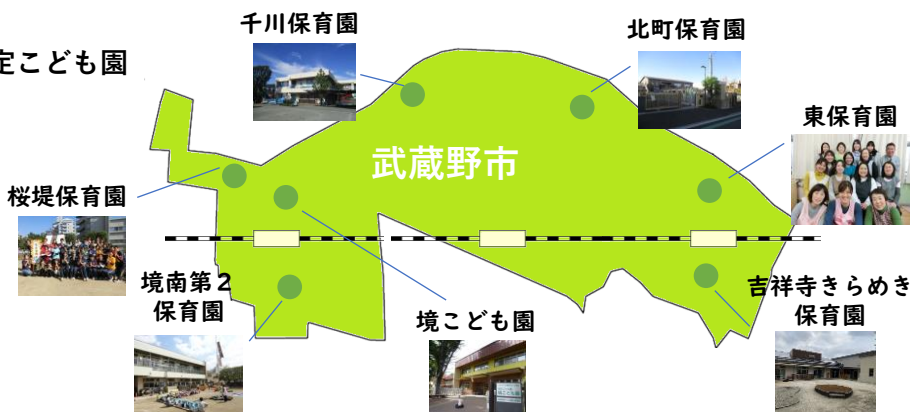 千川保育園
北町保育園
定こども園
東保育園
武蔵野市
桜堤保育園
境南第２
保育園
境こども園
吉祥寺きらめき
保育園